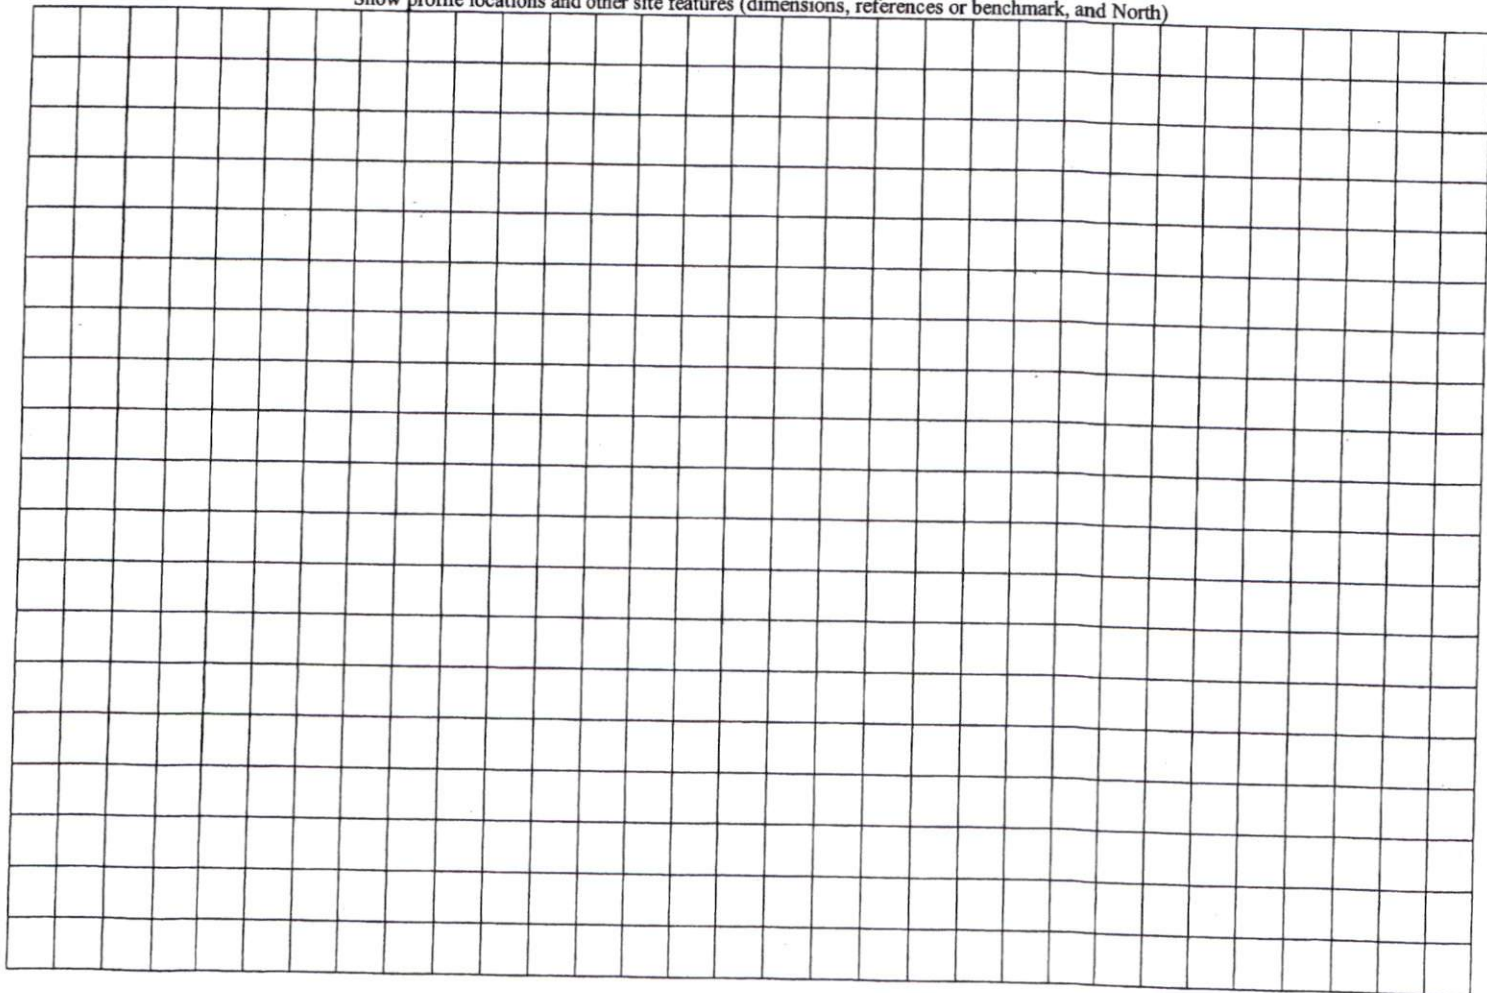 Show profile locations and other site features (dimensions, references or benchmark, and North)